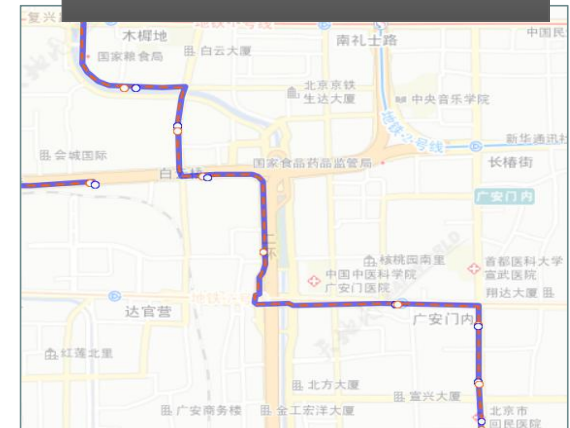 复兴
地铁1号线
木樨地
南礼士路
中国民
国家粮食局
白云大厦
北京京铁
生达大厦
中央音乐学院
地铁2号线
新华通讯社
会城国际
国家食品药品监管局
长椿街
白
广安门内
二环
核桃园南里
首都医科大学
宣武医院
中国中医科学院
广安门医院
翔达大厦
达官营
广安门内
红莲北里
北方大厦
宣兴大厦
广安商务楼
金工宏洋大厦
北京市
回民医院